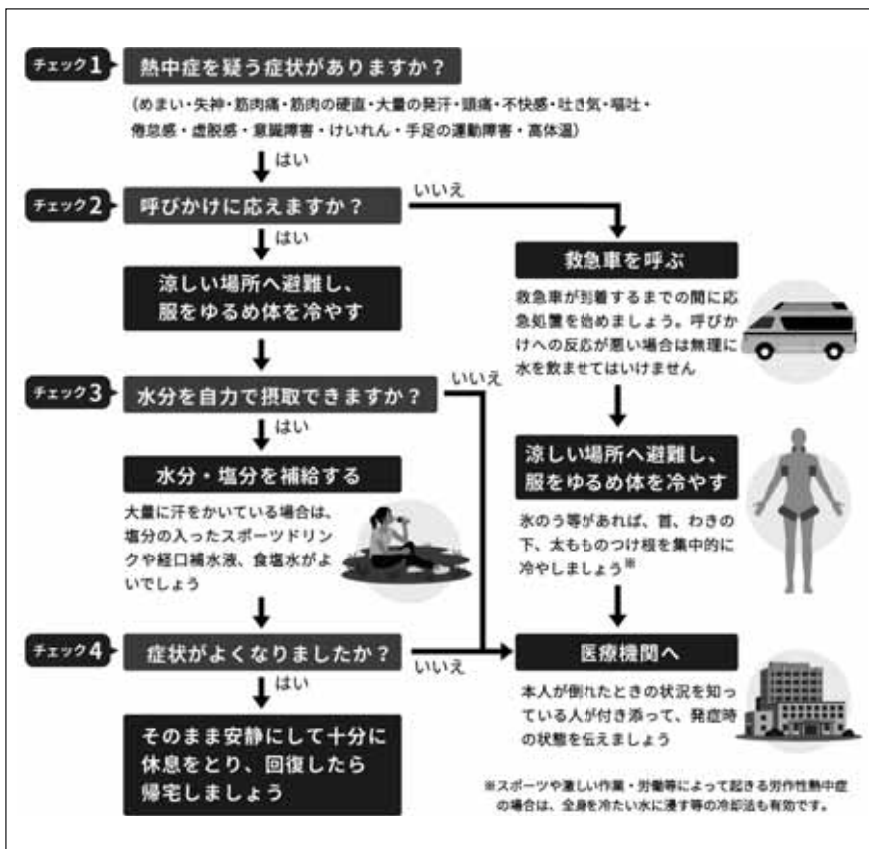 チェック1
熱中症を疑う症状がありますか？
（めまい・失神・筋肉痛・筋肉の硬直・大量の発汗・頭痛・不快感・吐き気・嘔吐・
倦怠感・虚脱感・意識障害・けいれん・手足の運動障害・高体温）
はい
チェック2
呼びかけに応えますか？
いいえ
はい
涼しい場所へ避難し、
服をゆるめ体を冷やす
救急車を呼ぶ
救急車が到着するまでの間に応
急処置を始めましょう。呼びか
けへの反応が悪い場合は無理に
水を飲ませてはいけません
チェック3
水分を自力で摂取できますか？
いいえ
はい
水分・塩分を補給する
大量に汗をかいている場合は、
塩分の入ったスポーツドリン
クや経口補水液、食塩水がよ
いでしょう
涼しい場所へ避難し、
服をゆるめ体を冷やす
氷のう等があれば、首、わきの
下、太もものつけ根を集中的に
冷やしましょう※
チェック4
症状がよくなりましたか？
いいえ
はい
そのまま安静にして十分に
休息をとり、回復したら
帰宅しましょう
医療機関へ
本人が倒れたときの状況を知っ
ている人が付き添って、発症時
の状態を伝えましょう
※スポーツや激しい作業・労働等によって起きる労作性熱中症
の場合は、全身を冷たい水に浸す等の冷却法も有効です。